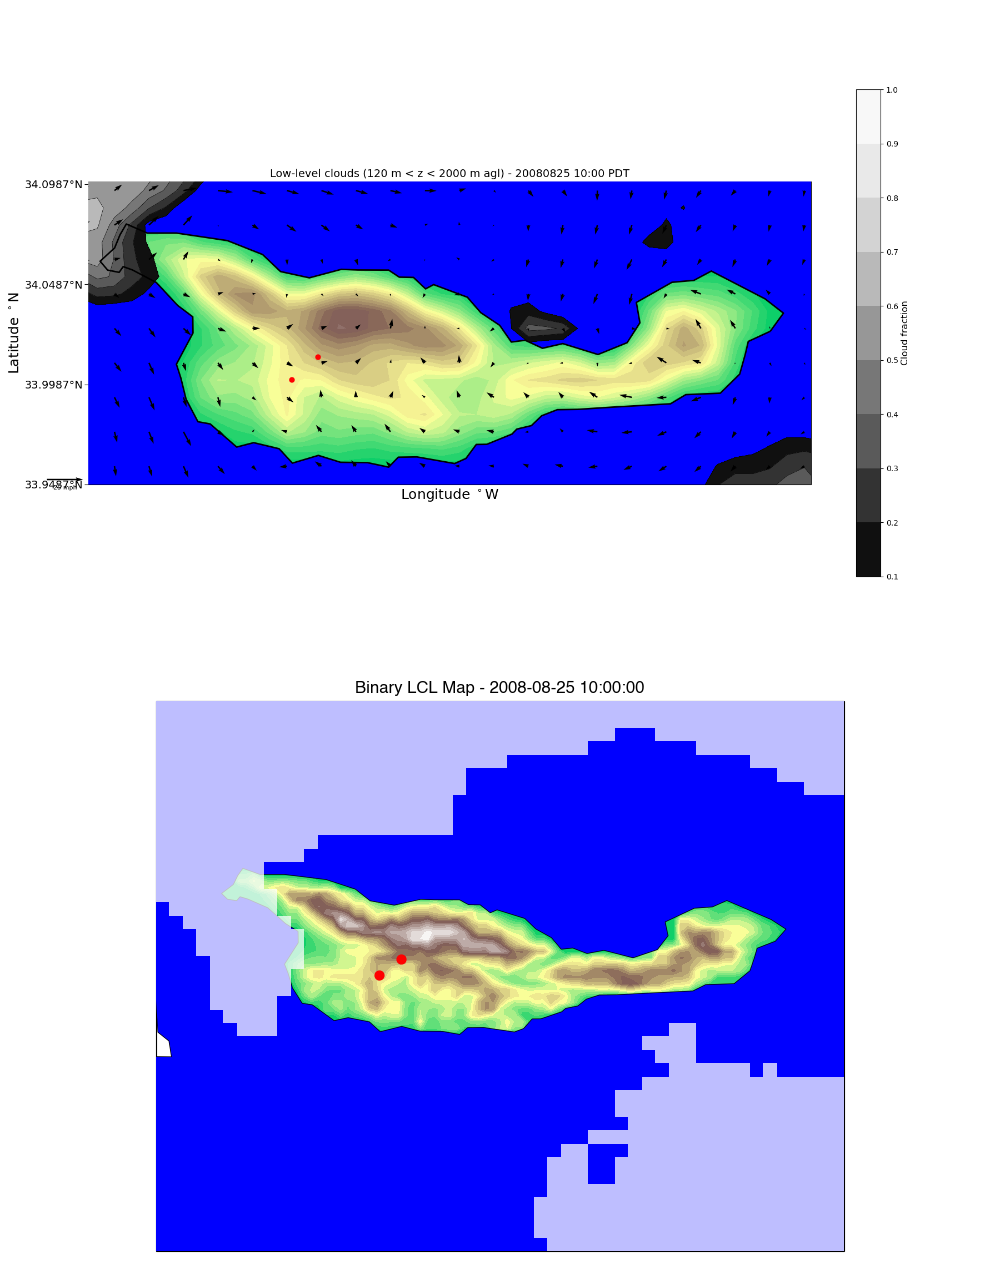 Low-level clouds (120 m < z < 2000 m agl) - 20080825 10:00 PDT
34.0987°N
34.0487°N
33.9987°N
33.9487°N
Latitude °N
Longitude °W
1.0
0.9
0.8
0.7
0.6
0.5
0.4
0.3
0.2
0.1
Cloud fraction
Binary LCL Map - 2008-08-25 10:00:00